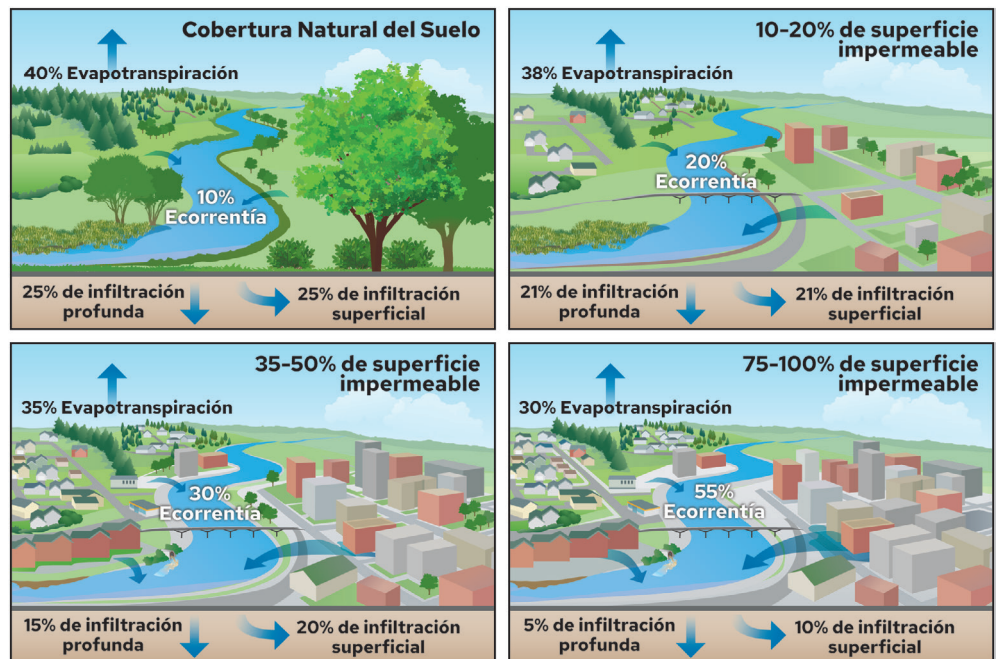 Cobertura Natural del Suelo
40% Evapotranspiración
10%
Ecorrentía
25% de infiltración
profunda
25% de infiltración
superficial
10-20% de superficie
impermeable
38% Evapotranspiración
20%
Ecorrentía
21% de infiltración
profunda
21% de infiltración
superficial
35-50% de superficie
impermeable
35% Evapotranspiración
30%
Ecorrentía
15% de infiltración
profunda
20% de infiltración
superficial
75-100% de superficie
impermeable
30% Evapotranspiración
55%
Ecorrentía
5% de infiltración
profunda
10% de infiltración
superficial